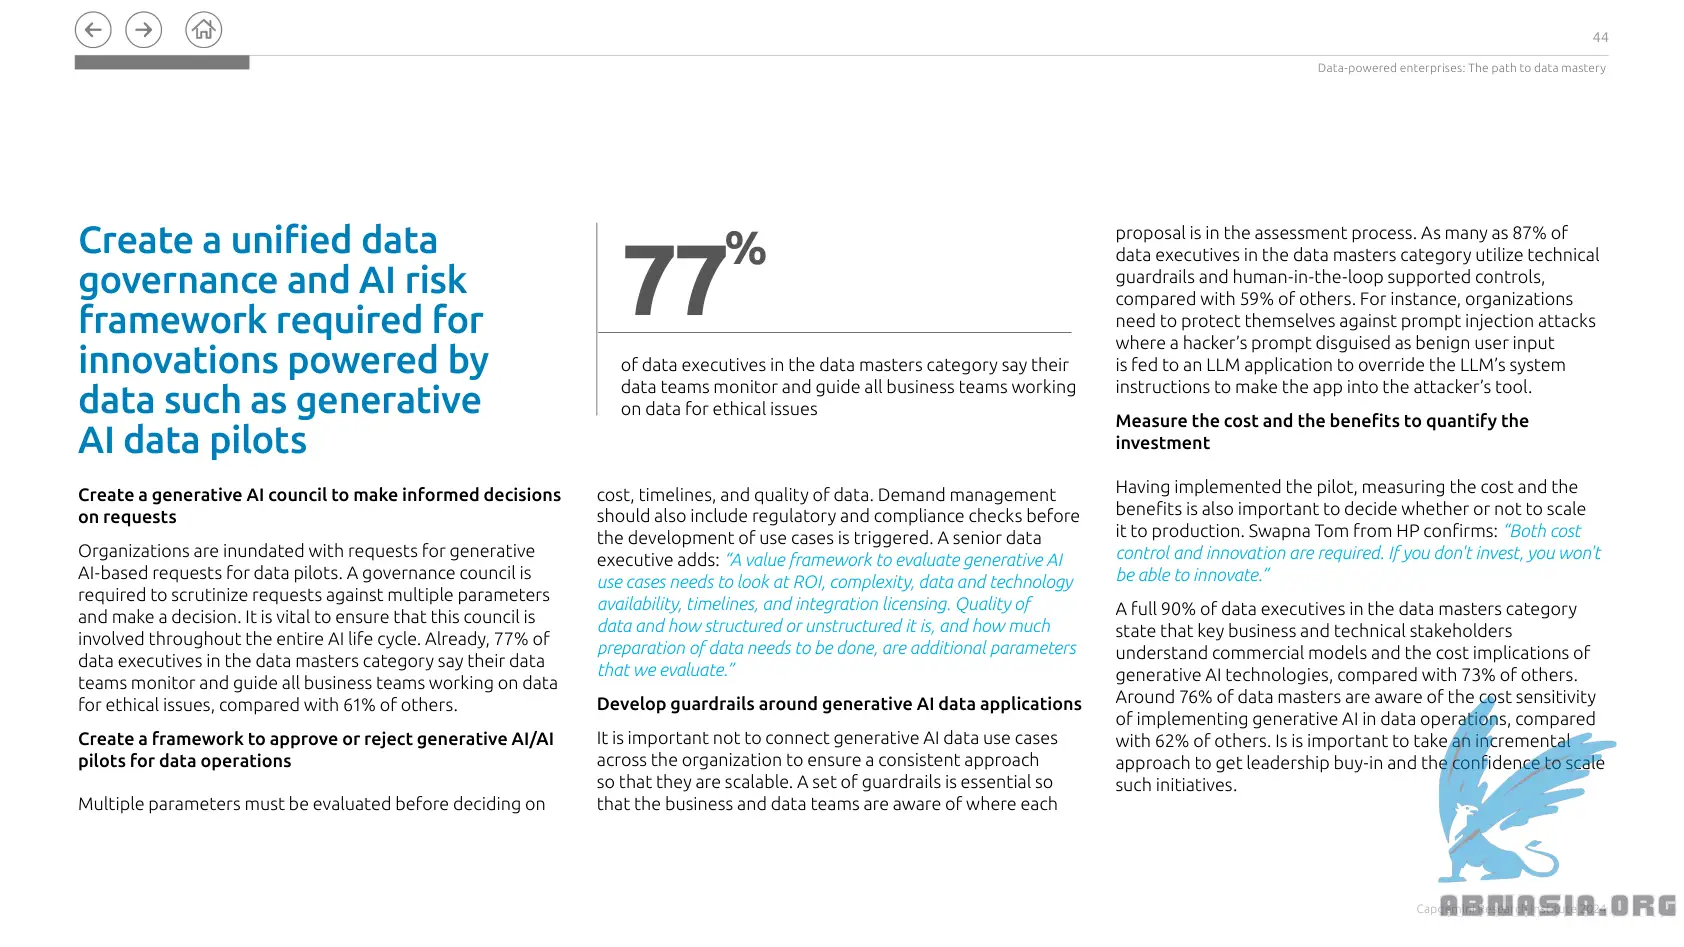 44
Data-powered enterprises: The path to data mastery
Create a unified data
governance and AI risk
framework required for
innovations powered by
data such as generative
AI data pilots
Create a generative AI council to make informed decisions
on requests
Organizations are inundated with requests for generative
AI-based requests for data pilots. A governance council is
required to scrutinize requests against multiple parameters
and make a decision. It is vital to ensure that this council is
involved throughout the entire AI life cycle. Already, 77% of
data executives in the data masters category say their data
teams monitor and guide all business teams working on data
for ethical issues, compared with 61% of others.
Create a framework to approve or reject generative AI/AI
pilots for data operations
Multiple parameters must be evaluated before deciding on
77%
of data executives in the data masters category say their
data teams monitor and guide all business teams working
on data for ethical issues
cost, timelines, and quality of data. Demand management
should also include regulatory and compliance checks before
the development of use cases is triggered. A senior data
executive adds: “A value framework to evaluate generative AI
use cases needs to look at ROI, complexity, data and technology
availability, timelines, and integration licensing. Quality of
data and how structured or unstructured it is, and how much
preparation of data needs to be done, are additional parameters
that we evaluate.”
Develop guardrails around generative AI data applications
It is important not to connect generative AI data use cases
across the organization to ensure a consistent approach
so that they are scalable. A set of guardrails is essential so
that the business and data teams are aware of where each
proposal is in the assessment process. As many as 87% of
data executives in the data masters category utilize technical
guardrails and human-in-the-loop supported controls,
compared with 59% of others. For instance, organizations
need to protect themselves against prompt injection attacks
where a hacker’s prompt disguised as benign user input
is fed to an LLM application to override the LLM’s system
instructions to make the app into the attacker’s tool.
Measure the cost and the benefits to quantify the
investment
Having implemented the pilot, measuring the cost and the
benefits is also important to decide whether or not to scale
it to production. Swapna Tom from HP confirms: “Both cost
control and innovation are required. If you don't invest, you won't
be able to innovate.”
A full 90% of data executives in the data masters category
state that key business and technical stakeholders
understand commercial models and the cost implications of
generative AI technologies, compared with 73% of others.
Around 76% of data masters are aware of the cost sensitivity
of implementing generative AI in data operations, compared
with 62% of others. Is is important to take an incremental
approach to get leadership buy-in and the confidence to scale
such initiatives.
ARMASIA.ORG